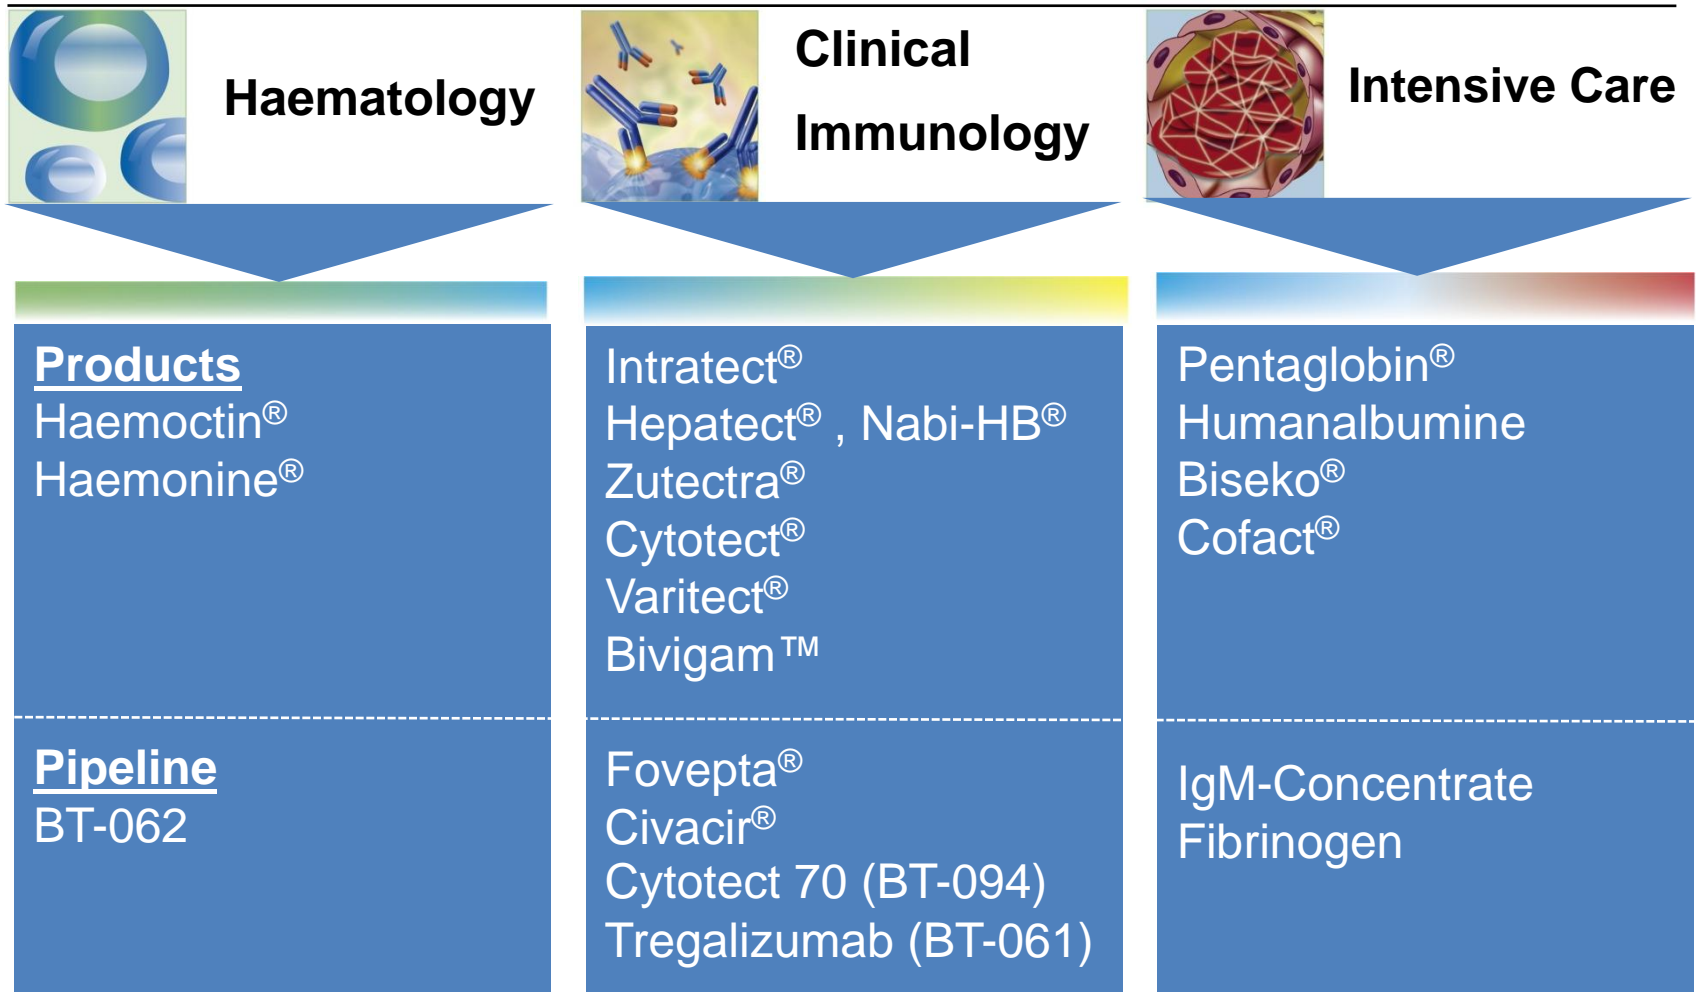 Haematology
Clinical
Immunology
Intensive Care
Products
Haemoctin®
Haemonine®
Pipeline
BT-062
Intratect®
Hepatect® , Nabi-HB®
Zutectra®
Cytotect®
Varitect®
Bivigam™
Fovepta®
Civacir®
Cytotect 70 (BT-094)
Tregalizumab (BT-061)
Pentaglobin®
Humanalbumine
Biseko®
Cofact®
IgM-Concentrate
Fibrinogen